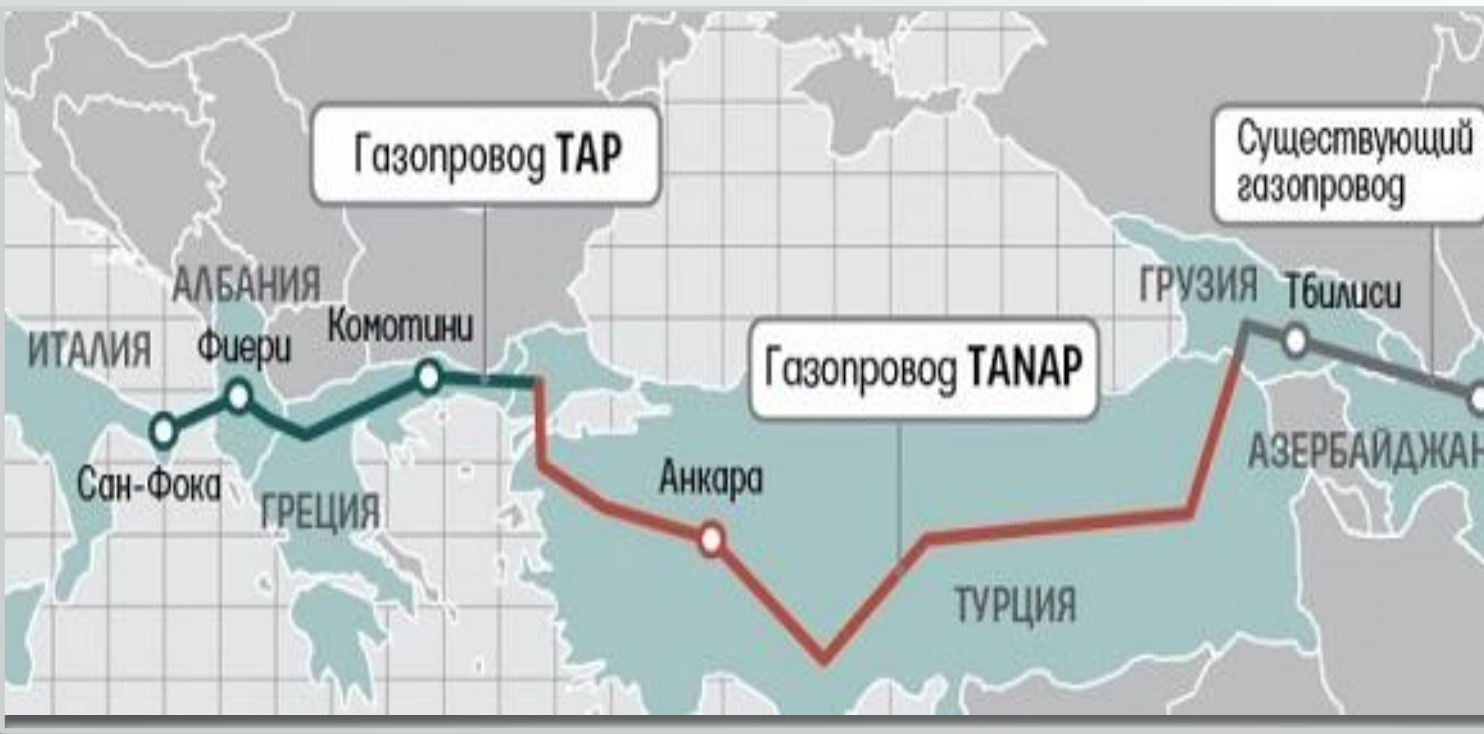 Газопровод TAP
Существующий
газопровод
АЛБАНИЯ
ГРУЗИЯ
Тбилиси
ИТАЛИЯ
Фиери
Комотини
Газопровод TANAP
Сан-Фока
ГРЕЦИЯ
Анкара
АЗЕРБАЙДЖАН
ТУРЦИЯ